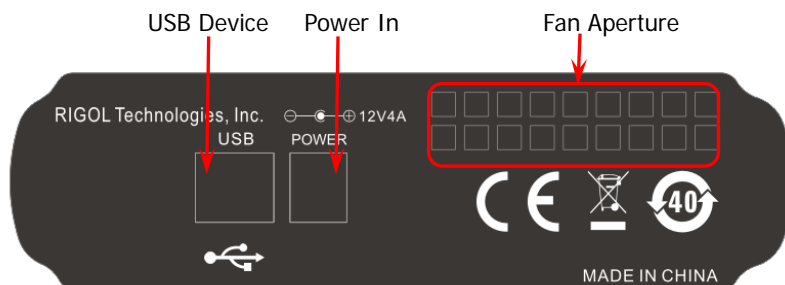 USB Device
Power In
Fan Aperture
RIGOL Technologies, Inc.
12V4A
USB
POWER
CE
40
MADE IN CHINA